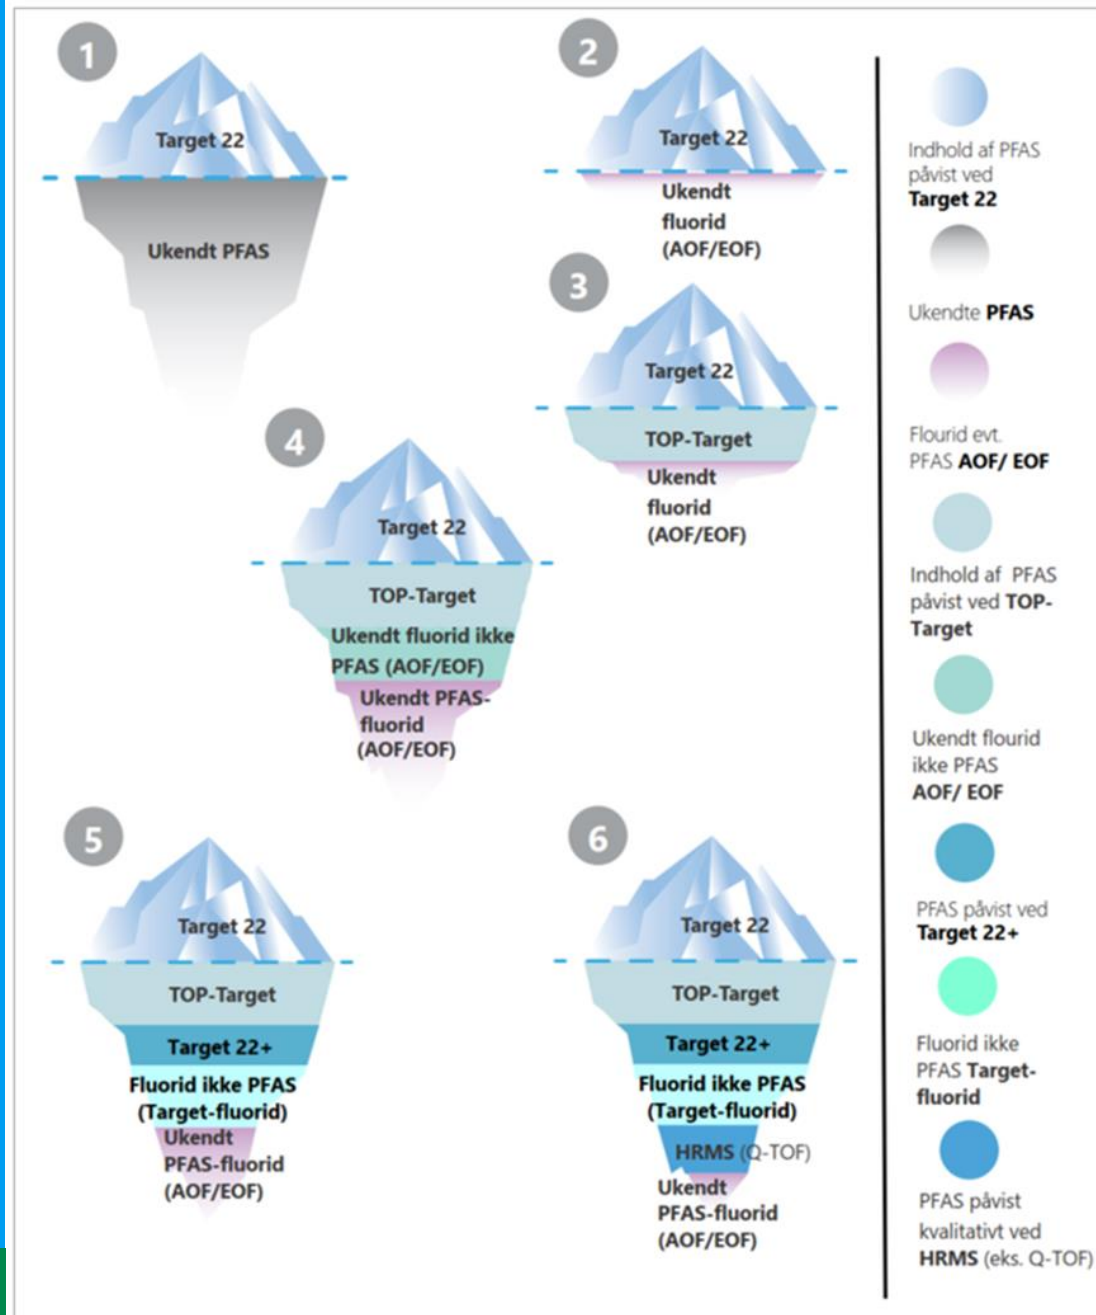 1
Target 22
Ukendt PFAS
2
Target 22
Ukendt
fluorid
(AOF/EOF)
3
Target 22
TOP-Target
Ukendt
fluorid
(AOF/EOF)
4
Target 22
TOP-Target
Ukendt fluorid ikke
PFAS (AOF/EOF)
Ukendt PFAS-
fluorid
(AOF/EOF)
5
Target 22
TOP-Target
Target 22+
Fluorid ikke PFAS
(Target-fluorid)
Ukendt
PFAS-fluorid
(AOF/EOF)
6
Target 22
TOP-Target
Target 22+
Fluorid ikke PFAS
(Target-fluorid)
HRMS (Q-TOF)
Ukendt
PFAS-fluorid
(AOF/EOF)
Indhold af PFAS
påvist ved
Target 22
Ukendte PFAS
Flourid evt.
PFAS AOF/ EOF
Indhold af PFAS
påvist ved TOP-
Target
Ukendt flourid
ikke PFAS
AOF/ EOF
PFAS påvist ved
Target 22+
Fluorid ikke
PFAS Target-
fluorid
PFAS påvist
kvalitativt ved
HRMS (eks. Q-TOF)